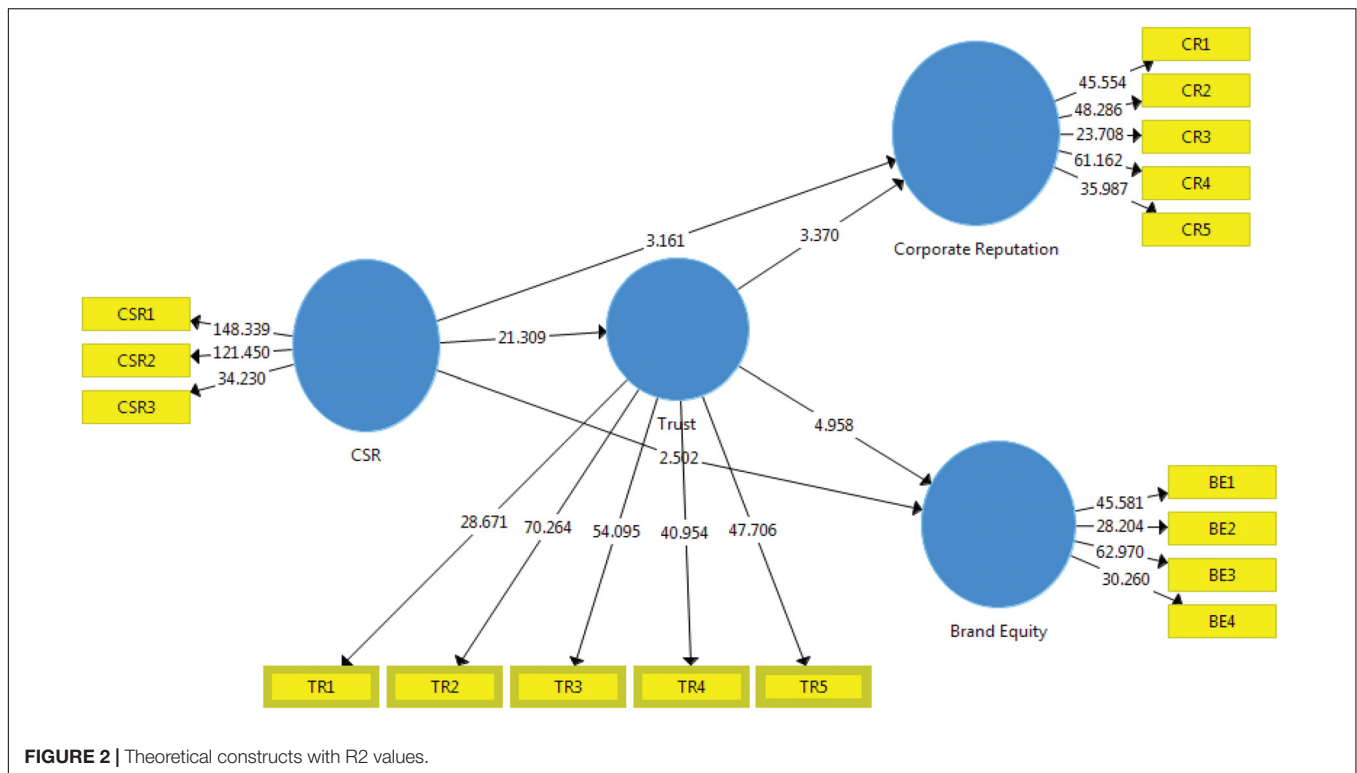 CR1
45.554
CR2
48.286
CR3
23.708
CR4
61.162
CR5
35.987
Corporate Reputation
3.161
3.370
CSR1
148.339
CSR2
121.450
CSR3
34.230
CSR
21.309
Trust
2.502
4.958
BE1
45.581
BE2
28.204
BE3
62.970
BE4
30.260
Brand Equity
28.671
70.264
54.095
40.954
47.706
TR1
TR2
TR3
TR4
TR5
FIGURE 2 | Theoretical constructs with R2 values.